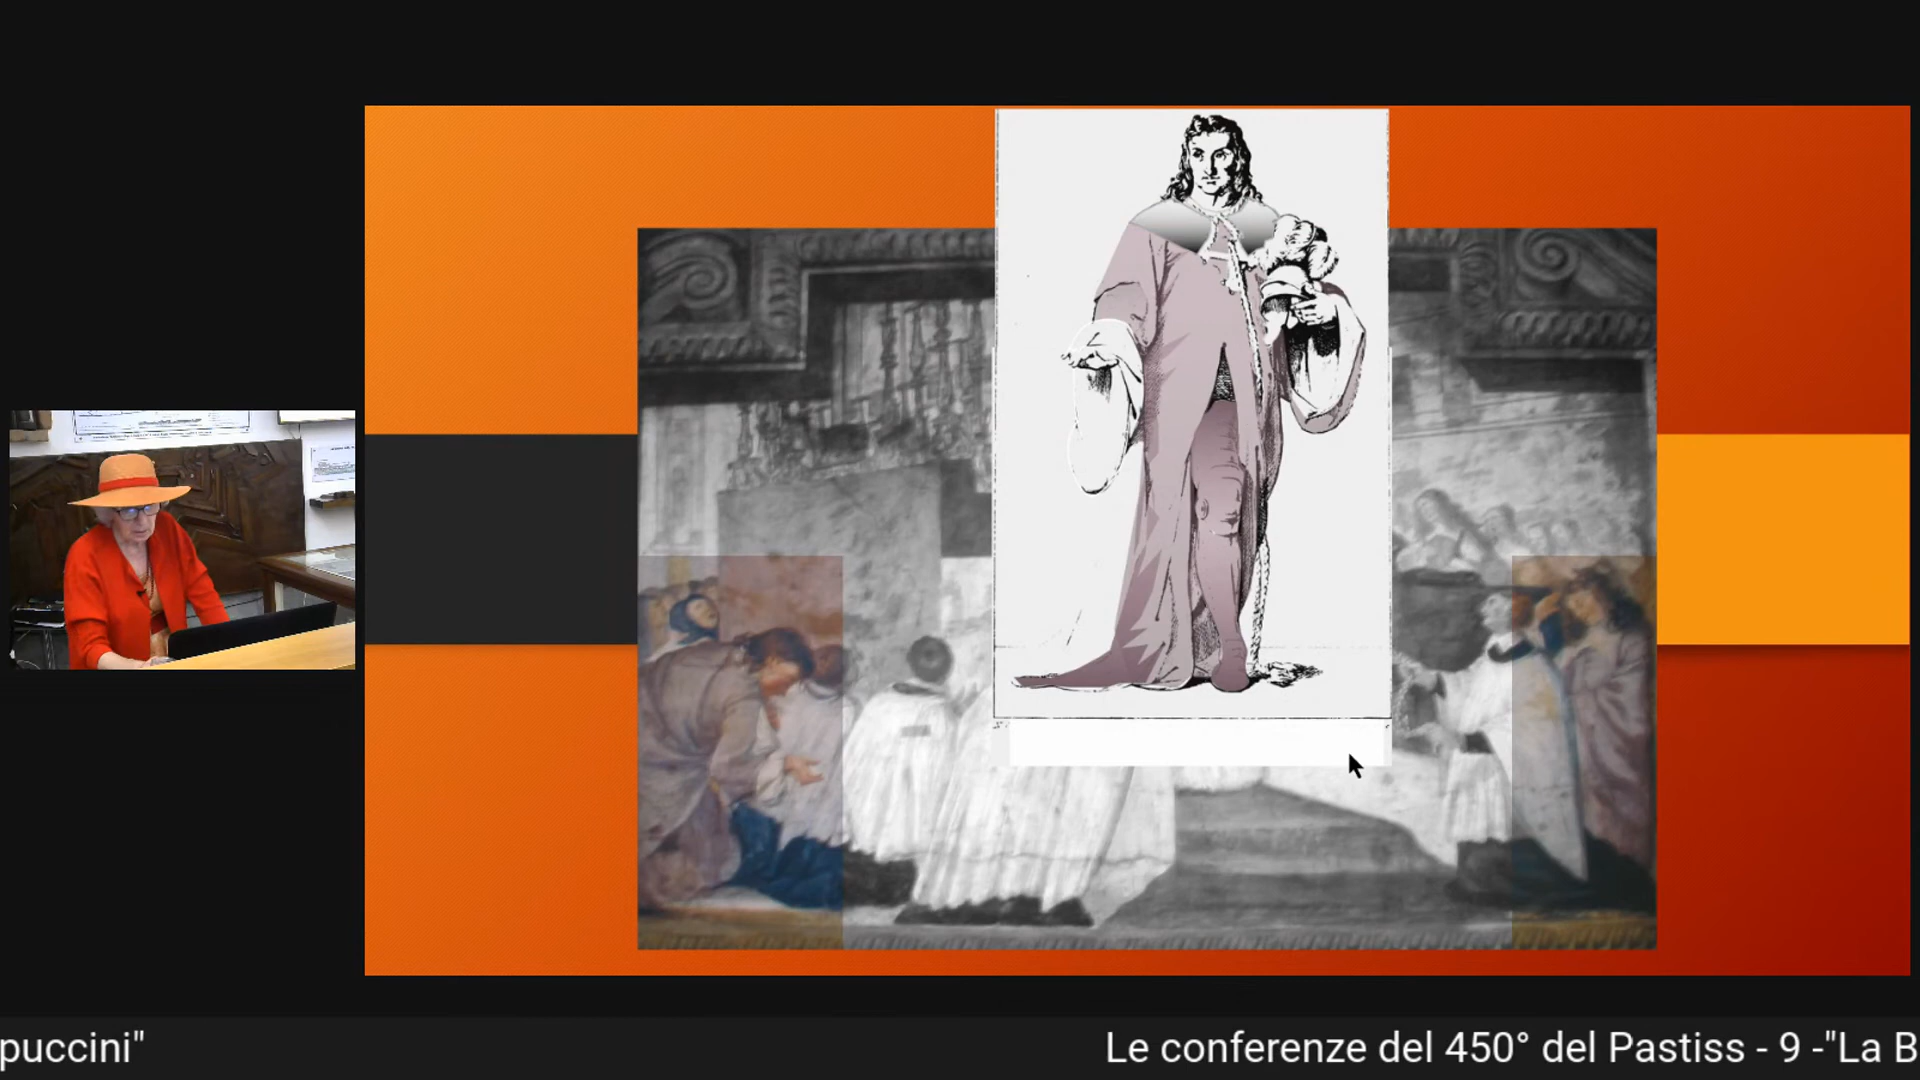 puccini"
Le conferenze del 450° del Pastiss - 9 -"La B